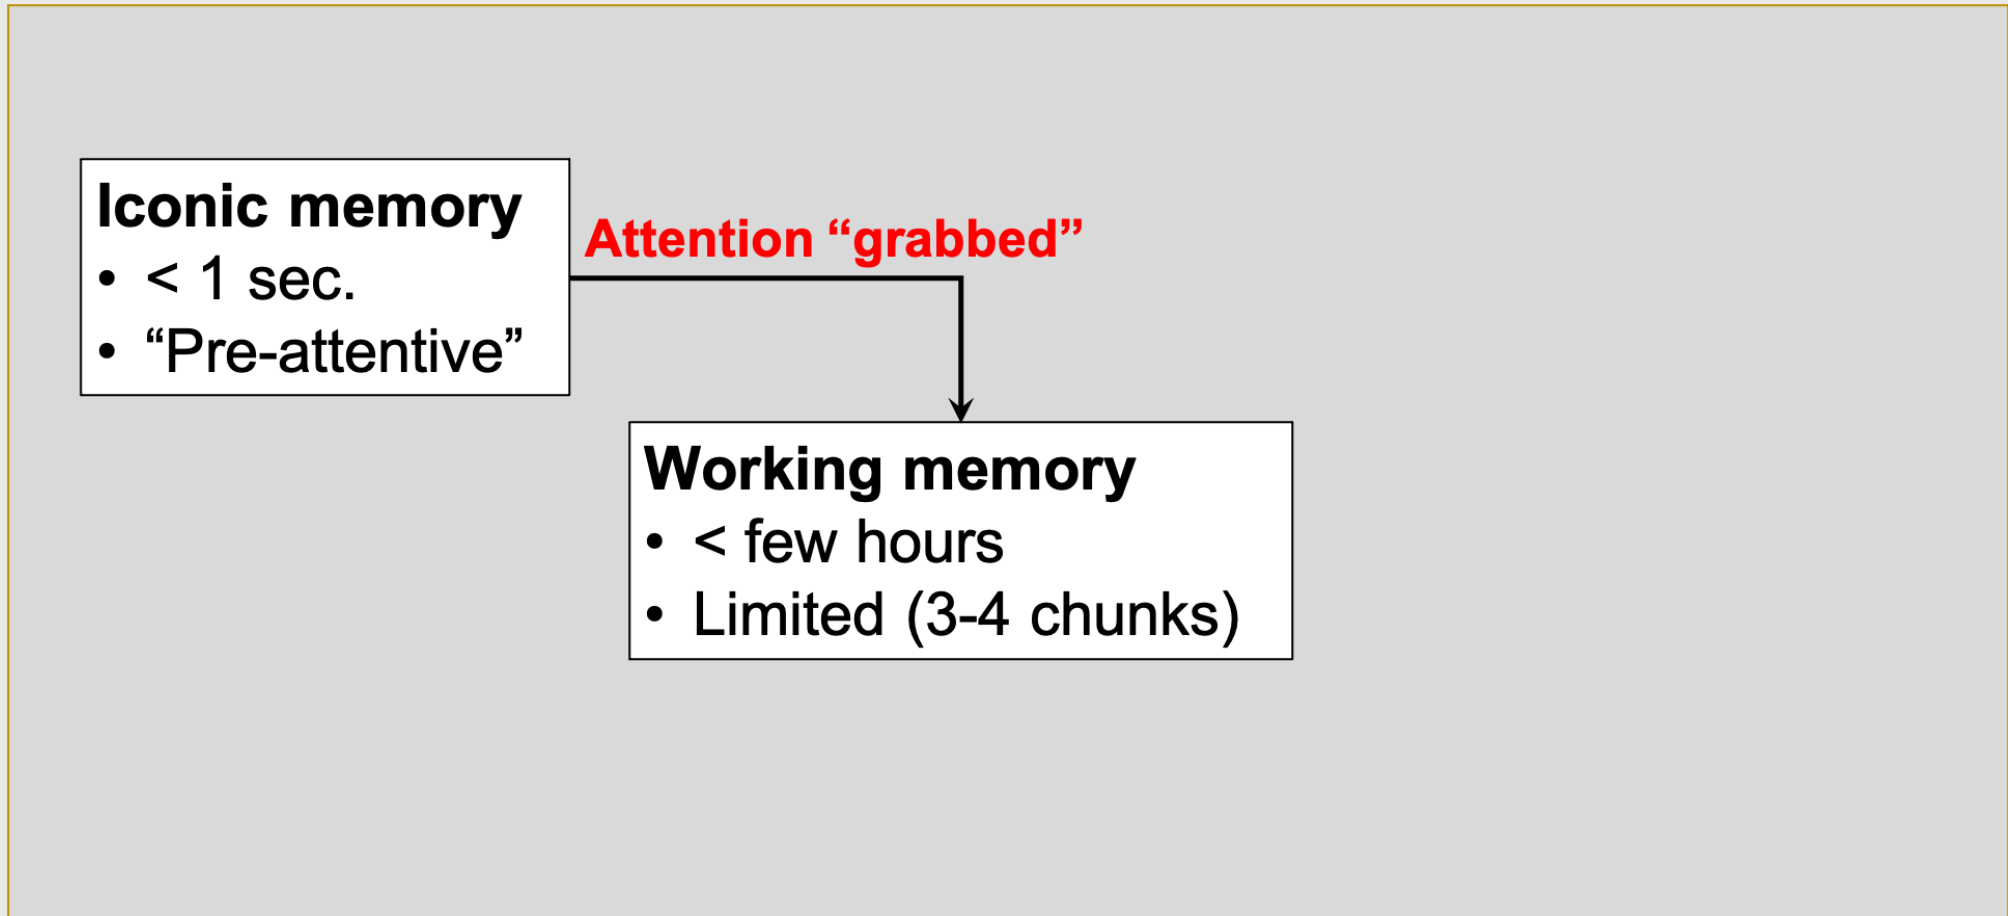 Iconic memory
• < 1 sec.
• “Pre-attentive”
Attention “grabbed”
Working memory
• < few hours
• Limited (3-4 chunks)